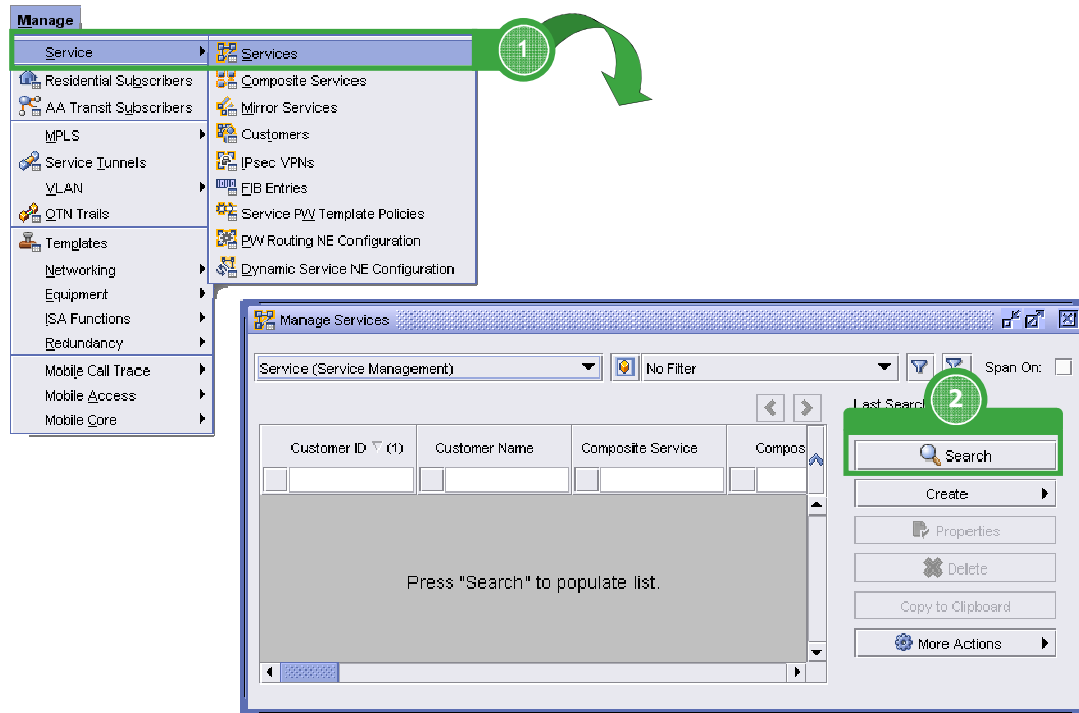 Manage
Service
Residential Subscribers
AA Transit Subscribers
MPLS
Service Tunnels
VLAN
OTN Trails
Templates
Networking
Equipment
ISA Functions
Redundancy
Mobile Call Trace
Mobile Access
Mobile Core
Services
Composite Services
Mirror Services
Customers
IPsec VPNs
FIB Entries
Service PW Template Policies
PW Routing NE Configuration
Dynamic Service NE Configuration
1
Manage Services
Service (Service Management)
No Filter
Span On:
2
Last Search
Customer ID (1)
Customer Name
Composite Service
Compos
Press "Search" to populate list.
Search
Create
Properties
Delete
Copy to Clipboard
More Actions